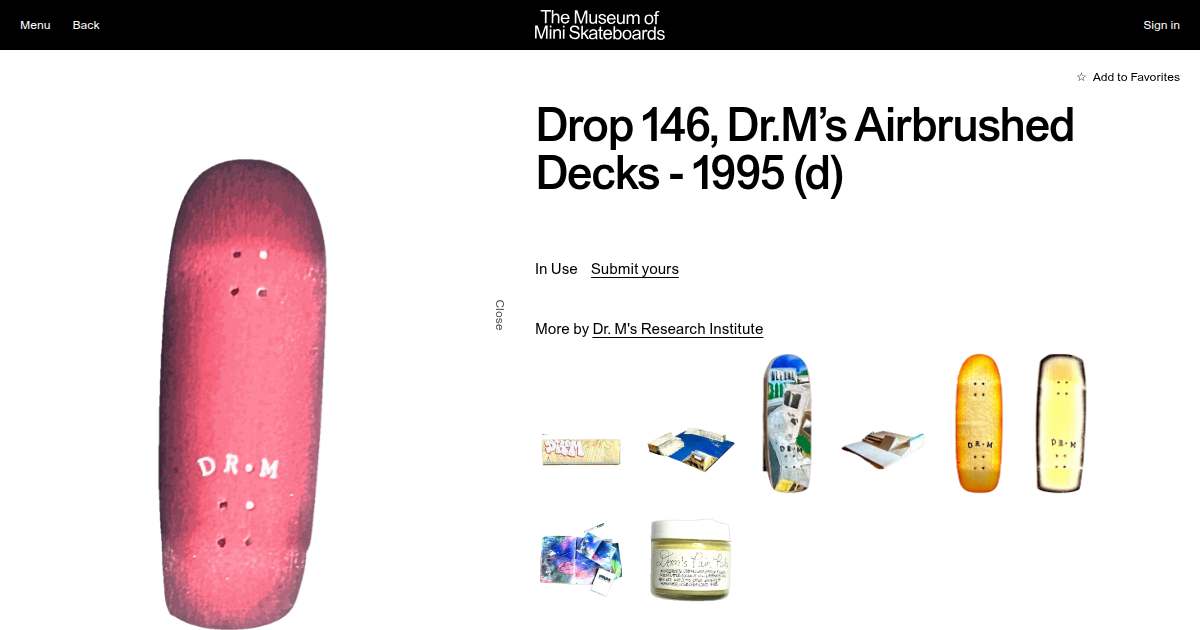 Menu
Back
The Museum of
Mini Skateboards
Sign in
☆ Add to Favorites
Drop 146, Dr.M’s Airbrushed
Decks - 1995 (d)
In Use
Submit yours
Close
More by Dr. M's Research Institute
DR•M
DR•M
DR•M
DR•M